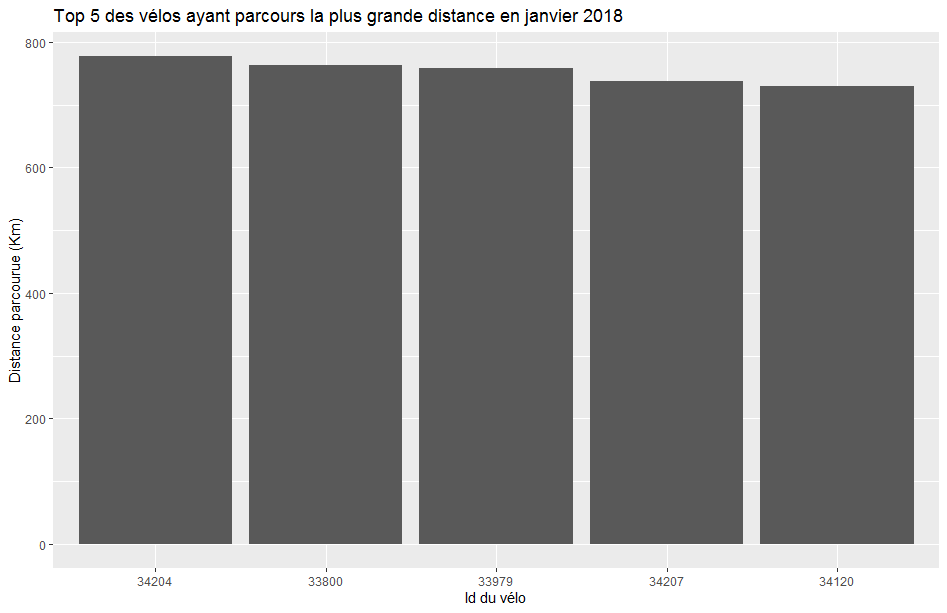 Top 5 des vélos ayant parcours la plus grande distance en janvier 2018
Distance parcourue (Km)
800
600
400
200
0
34204 33800 33979 34207 34120
Id du vélo